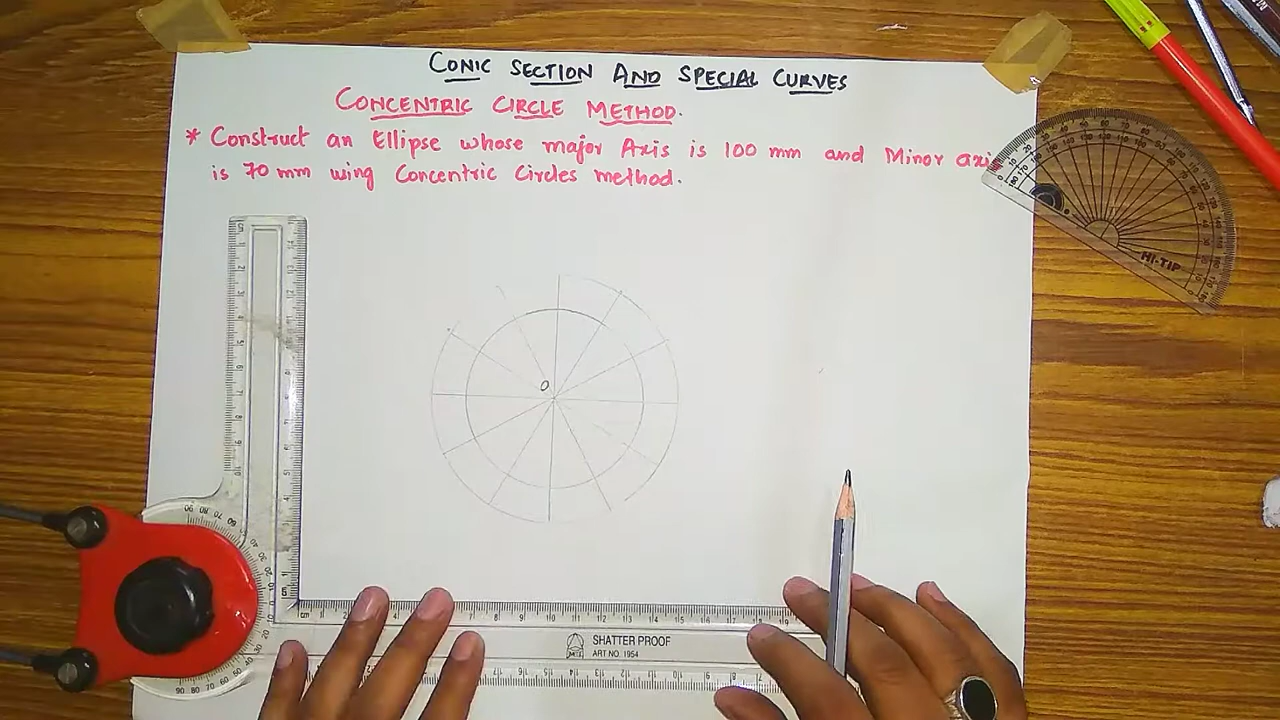 CONIC SECTION AND SPECIAL CURVES
CONCENTRIC CIRCLE METHOD.
* Construct an Ellipse whose major Axis is 100 mm and Minor axis
is 70 mm using Concentric Circles method.
O
HI-TIP
SHATTER PROOF
ART NO. 1954